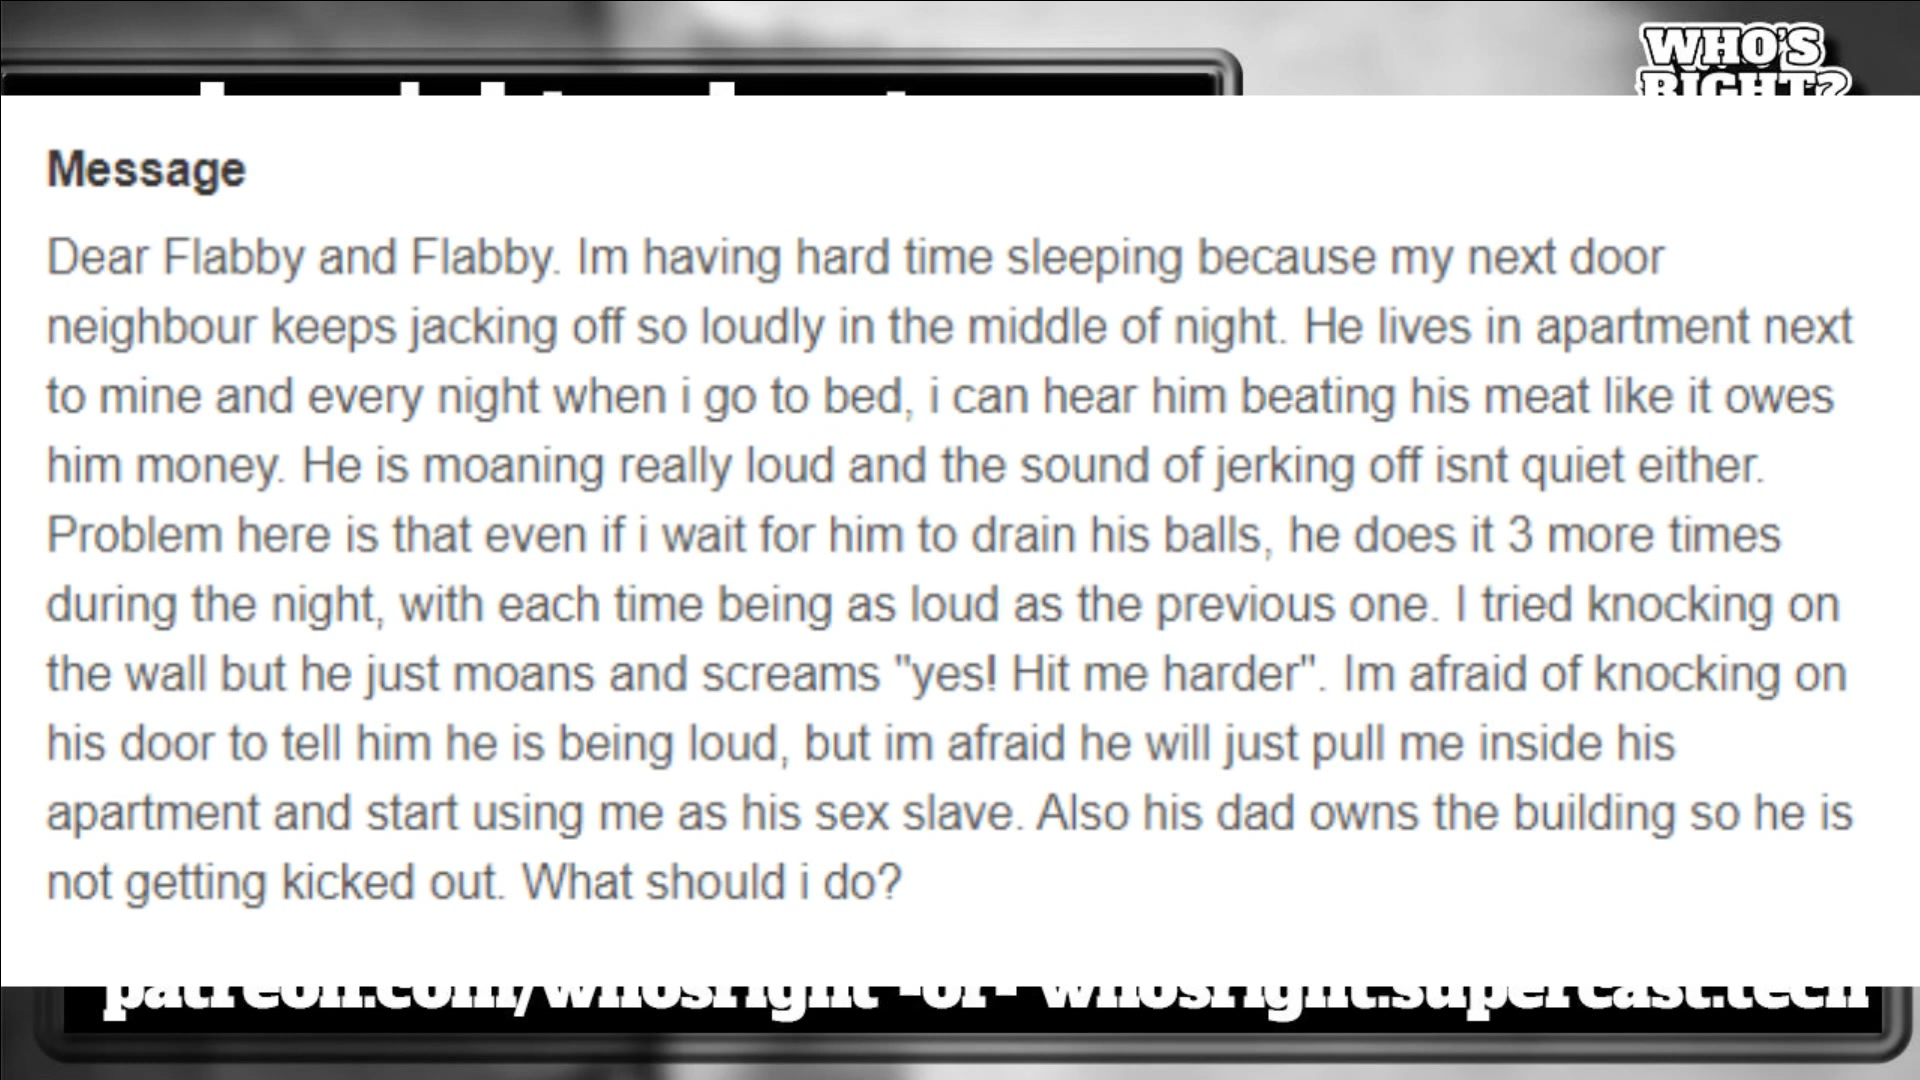 WHO'S
RIGHT?
Message
Dear Flabby and Flabby. Im having hard time sleeping because my next door
neighbour keeps jacking off so loudly in the middle of night. He lives in apartment next
to mine and every night when i go to bed, i can hear him beating his meat like it owes
him money. He is moaning really loud and the sound of jerking off isnt quiet either.
Problem here is that even if i wait for him to drain his balls, he does it 3 more times
during the night, with each time being as loud as the previous one. I tried knocking on
the wall but he just moans and screams "yes! Hit me harder". Im afraid of knocking on
his door to tell him he is being loud, but im afraid he will just pull me inside his
apartment and start using me as his sex slave. Also his dad owns the building so he is
not getting kicked out. What should i do?
patreon.com/whosright -or- whosright.supercast.tech